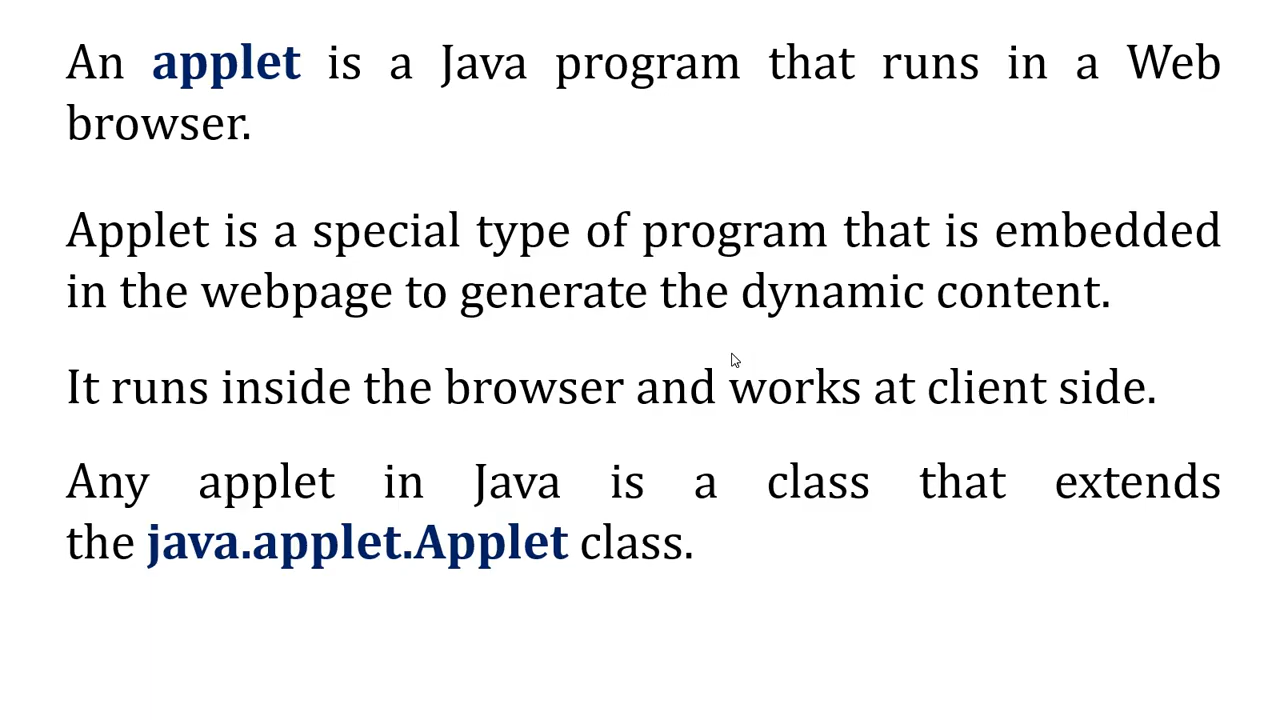 An applet is a Java program that runs in a Web
browser.
Applet is a special type of program that is embedded
in the webpage to generate the dynamic content.
It runs inside the browser and works at client side.
Any applet in Java is a class that extends
the java.applet.Applet class.